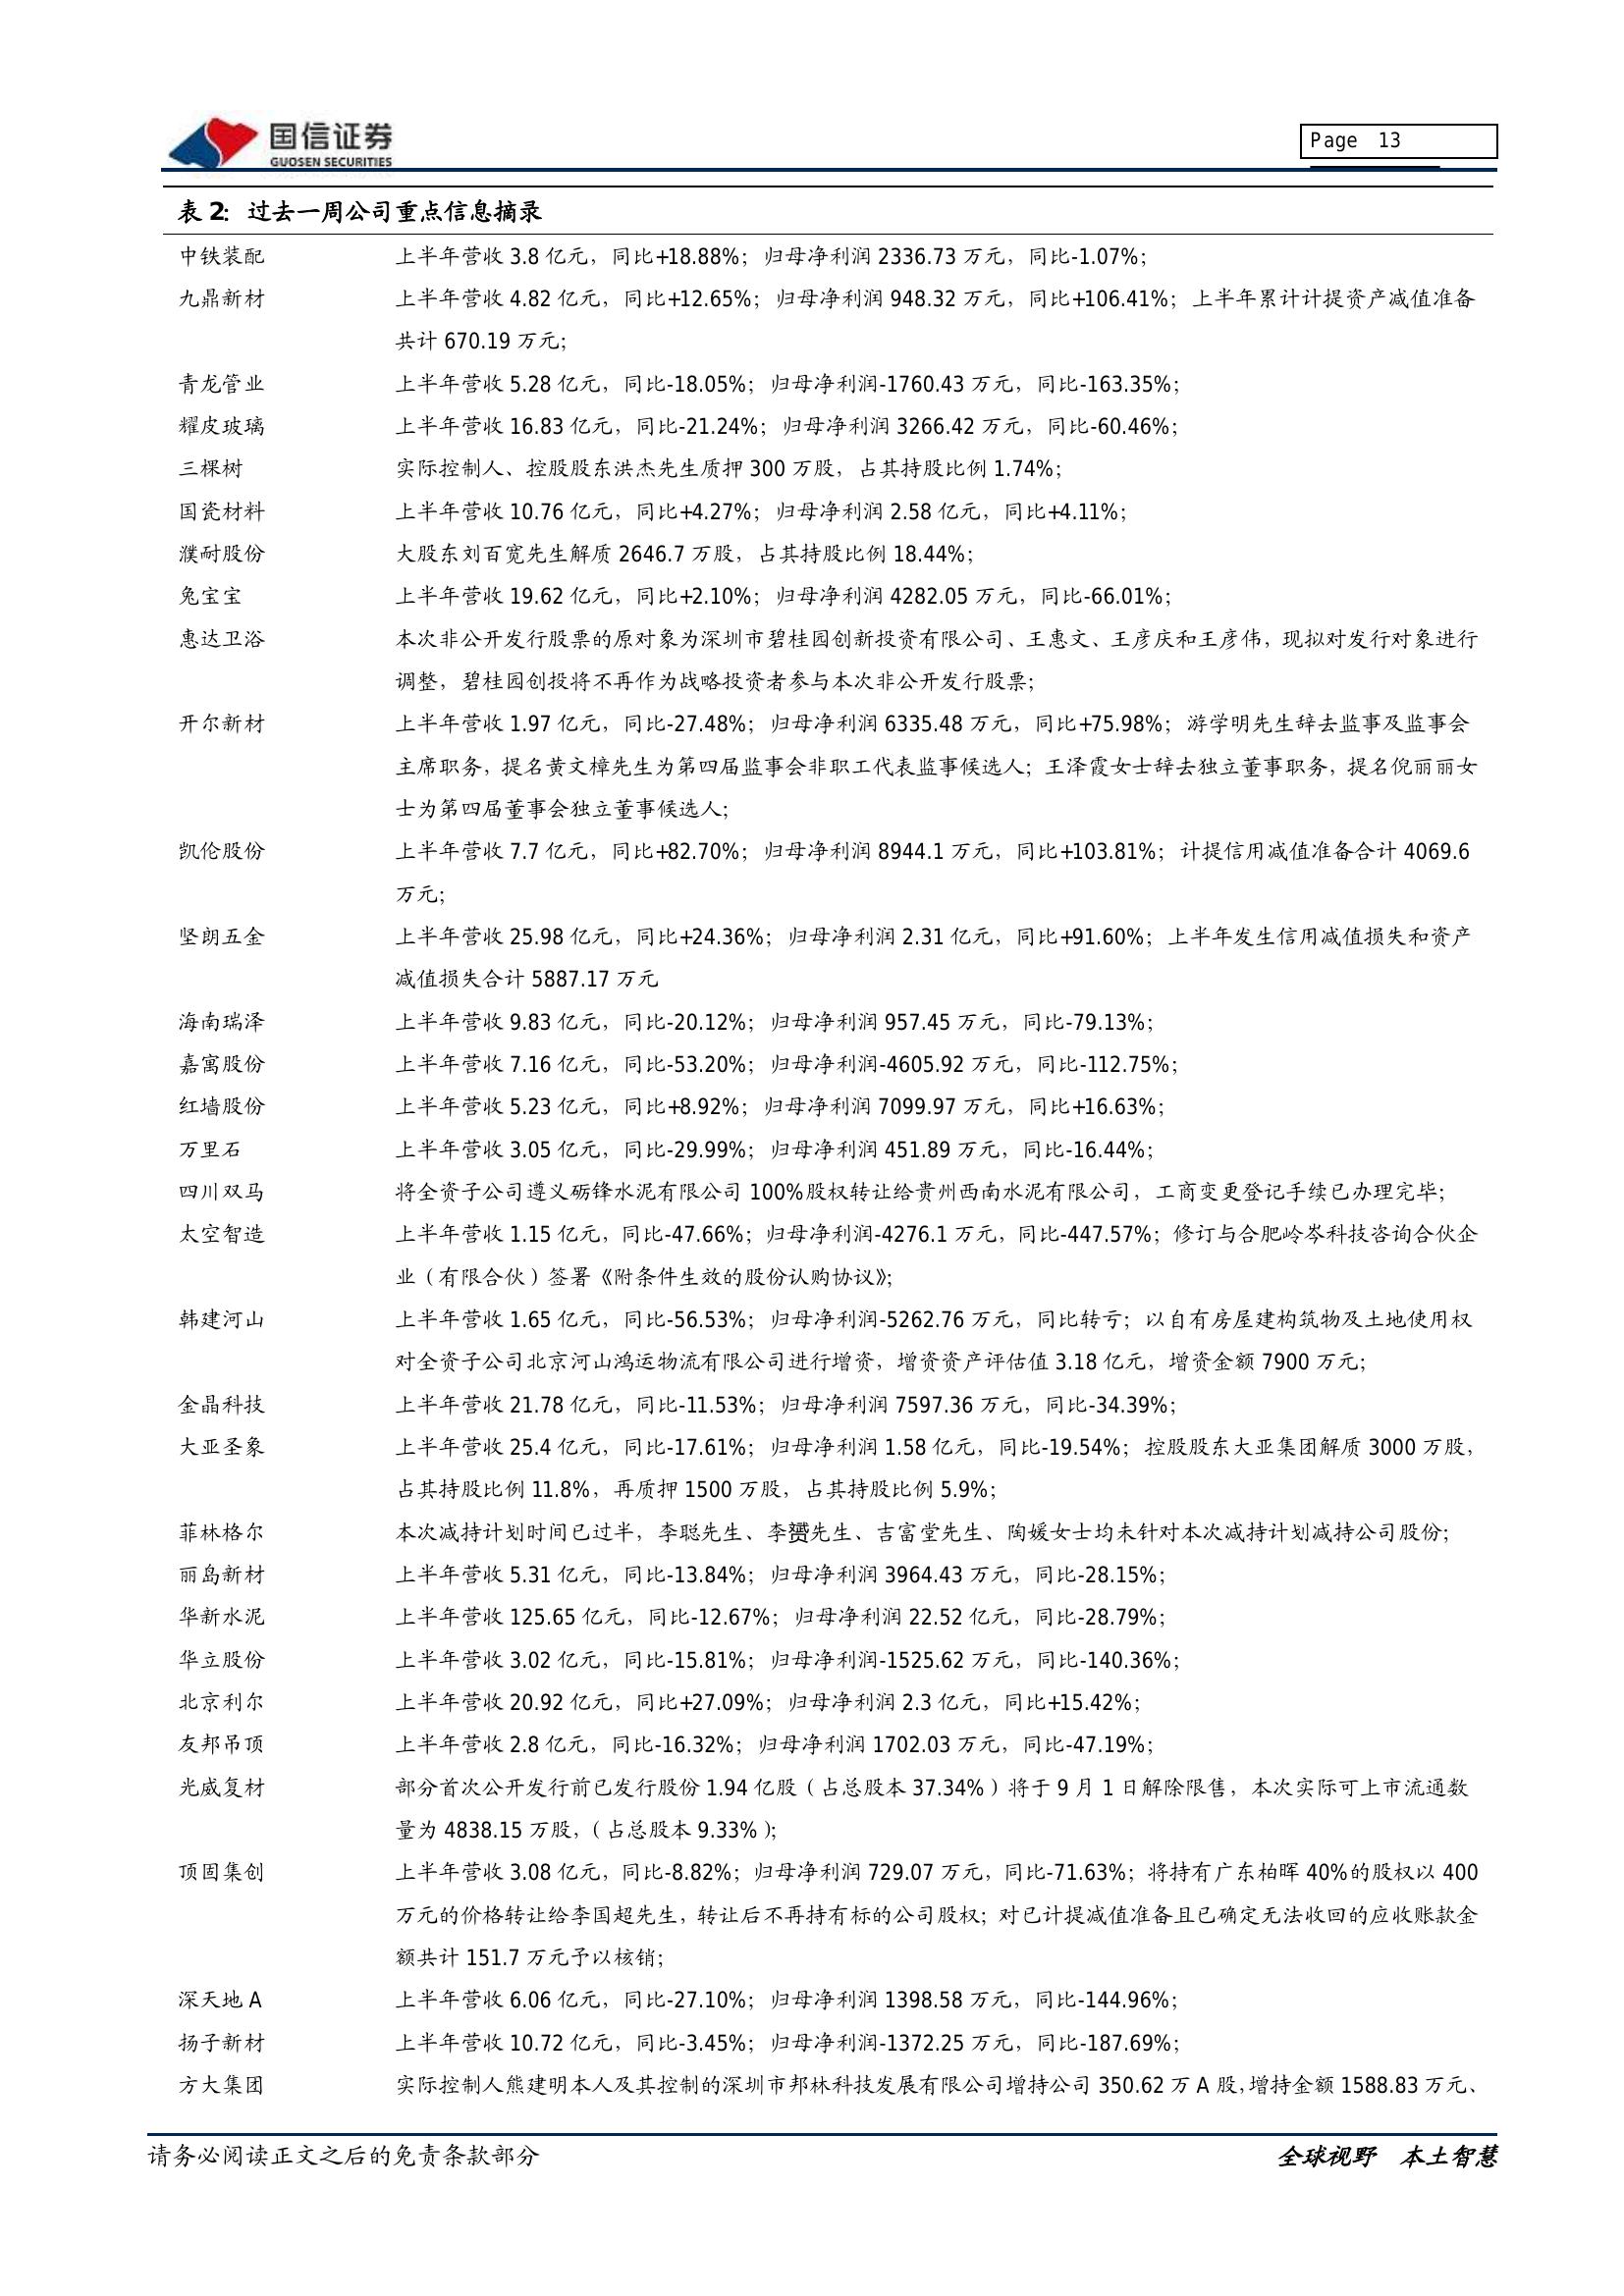 国信证券
GUOSEN SECURITIES
Page 13
表 2：过去一周公司重点信息摘录
中铁装配 上半年营收 3.8 亿元，同比+18.88%；归母净利润 2336.73 万元，同比-1.07%；
九鼎新材 上半年营收 4.82 亿元，同比+12.65%；归母净利润 948.32 万元，同比+106.41%；上半年累计计提资产减值准备
共计 670.19 万元；
青龙管业 上半年营收 5.28 亿元，同比-18.05%；归母净利润-1760.43 万元，同比-163.35%；
耀皮玻璃 上半年营收 16.83 亿元，同比-21.24%；归母净利润 3266.42 万元，同比-60.46%；
三棵树 实际控制人、控股股东洪杰先生质押 300 万股，占其持股比例 1.74%；
国瓷材料 上半年营收 10.76 亿元，同比+4.27%；归母净利润 2.58 亿元，同比+4.11%；
濮耐股份 大股东刘百宽先生解质 2646.7 万股，占其持股比例 18.44%；
兔宝宝 上半年营收 19.62 亿元，同比+2.10%；归母净利润 4282.05 万元，同比-66.01%；
惠达卫浴 本次非公开发行股票的原对象为深圳市碧桂园创新投资有限公司、王惠文、王彦庆和王彦伟，现拟对发行对象进行
调整，碧桂园创投将不再作为战略投资者参与本次非公开发行股票；
开尔新材 上半年营收 1.97 亿元，同比-27.48%；归母净利润 6335.48 万元，同比+75.98%；游学明先生辞去监事及监事会
主席职务，提名黄文樟先生为第四届监事会非职工代表监事候选人；王泽霞女士辞去独立董事职务，提名倪丽丽女
士为第四届董事会独立董事候选人；
凯伦股份 上半年营收 7.7 亿元，同比+82.70%；归母净利润 8944.1 万元，同比+103.81%；计提信用减值准备合计 4069.6
万元；
坚朗五金 上半年营收 25.98 亿元，同比+24.36%；归母净利润 2.31 亿元，同比+91.60%；上半年发生信用减值损失和资产
减值损失合计 5887.17 万元
海南瑞泽 上半年营收 9.83 亿元，同比-20.12%；归母净利润 957.45 万元，同比-79.13%；
嘉寓股份 上半年营收 7.16 亿元，同比-53.20%；归母净利润-4605.92 万元，同比-112.75%；
红墙股份 上半年营收 5.23 亿元，同比+8.92%；归母净利润 7099.97 万元，同比+16.63%；
万里石 上半年营收 3.05 亿元，同比-29.99%；归母净利润 451.89 万元，同比-16.44%；
四川双马 将全资子公司遵义砺锋水泥有限公司 100%股权转让给贵州西南水泥有限公司，工商变更登记手续已办理完毕；
太空智造 上半年营收 1.15 亿元，同比-47.66%；归母净利润-4276.1 万元，同比-447.57%；修订与合肥岭岑科技咨询合伙企
业（有限合伙）签署《附条件生效的股份认购协议》；
韩建河山 上半年营收 1.65 亿元，同比-56.53%；归母净利润-5262.76 万元，同比转亏；以自有房屋建构筑物及土地使用权
对全资子公司北京河山鸿运物流有限公司进行增资，增资资产评估值 3.18 亿元，增资金额 7900 万元；
金晶科技 上半年营收 21.78 亿元，同比-11.53%；归母净利润 7597.36 万元，同比-34.39%；
大亚圣象 上半年营收 25.4 亿元，同比-17.61%；归母净利润 1.58 亿元，同比-19.54%；控股股东大亚集团解质 3000 万股，
占其持股比例 11.8%，再质押 1500 万股，占其持股比例 5.9%；
菲林格尔 本次减持计划时间已过半，李聪先生、李赟先生、吉富堂先生、陶媛女士均未针对本次减持计划减持公司股份；
丽岛新材 上半年营收 5.31 亿元，同比-13.84%；归母净利润 3964.43 万元，同比-28.15%；
华新水泥 上半年营收 125.65 亿元，同比-12.67%；归母净利润 22.52 亿元，同比-28.79%；
华立股份 上半年营收 3.02 亿元，同比-15.81%；归母净利润-1525.62 万元，同比-140.36%；
北京利尔 上半年营收 20.92 亿元，同比+27.09%；归母净利润 2.3 亿元，同比+15.42%；
友邦吊顶 上半年营收 2.8 亿元，同比-16.32%；归母净利润 1702.03 万元，同比-47.19%；
光威复材 部分首次公开发行前已发行股份 1.94 亿股（占总股本 37.34%）将于 9 月 1 日解除限售，本次实际可上市流通数
量为 4838.15 万股，（占总股本 9.33%）；
顶固集创 上半年营收 3.08 亿元，同比-8.82%；归母净利润 729.07 万元，同比-71.63%；将持有广东柏晖 40%的股权以 400
万元的价格转让给李国超先生，转让后不再持有标的公司股权；对已计提减值准备且已确定无法收回的应收账款金
额共计 151.7 万元予以核销；
深天地 A 上半年营收 6.06 亿元，同比-27.10%；归母净利润 1398.58 万元，同比-144.96%；
扬子新材 上半年营收 10.72 亿元，同比-3.45%；归母净利润-1372.25 万元，同比-187.69%；
方大集团 实际控制人熊建明本人及其控制的深圳市邦林科技发展有限公司增持公司 350.62 万 A 股，增持金额 1588.83 万元、
请务必阅读正文之后的免责条款部分 全球视野 本土智慧